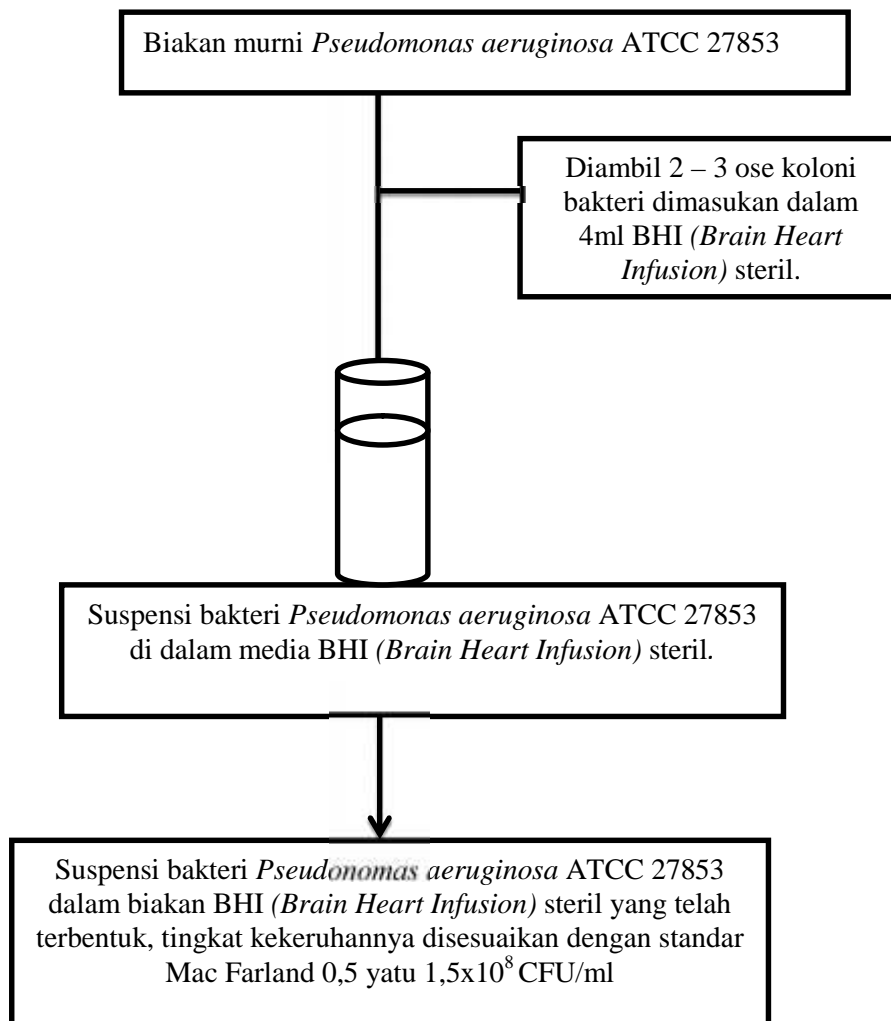 Biakan murni Pseudomonas aeruginosa ATCC 27853
Diambil 2 – 3 ose koloni
bakteri dimasukan dalam
4ml BHI (Brain Heart
Infusion) steril.
Suspensi bakteri Pseudomonas aeruginosa ATCC 27853
di dalam media BHI (Brain Heart Infusion) steril.
Suspensi bakteri Pseudonomas aeruginosa ATCC 27853
dalam biakan BHI (Brain Heart Infusion) steril yang telah
terbentuk, tingkat kekeruhannya disesuaikan dengan standar
Mac Farland 0,5 yatu 1,5x10⁸ CFU/ml